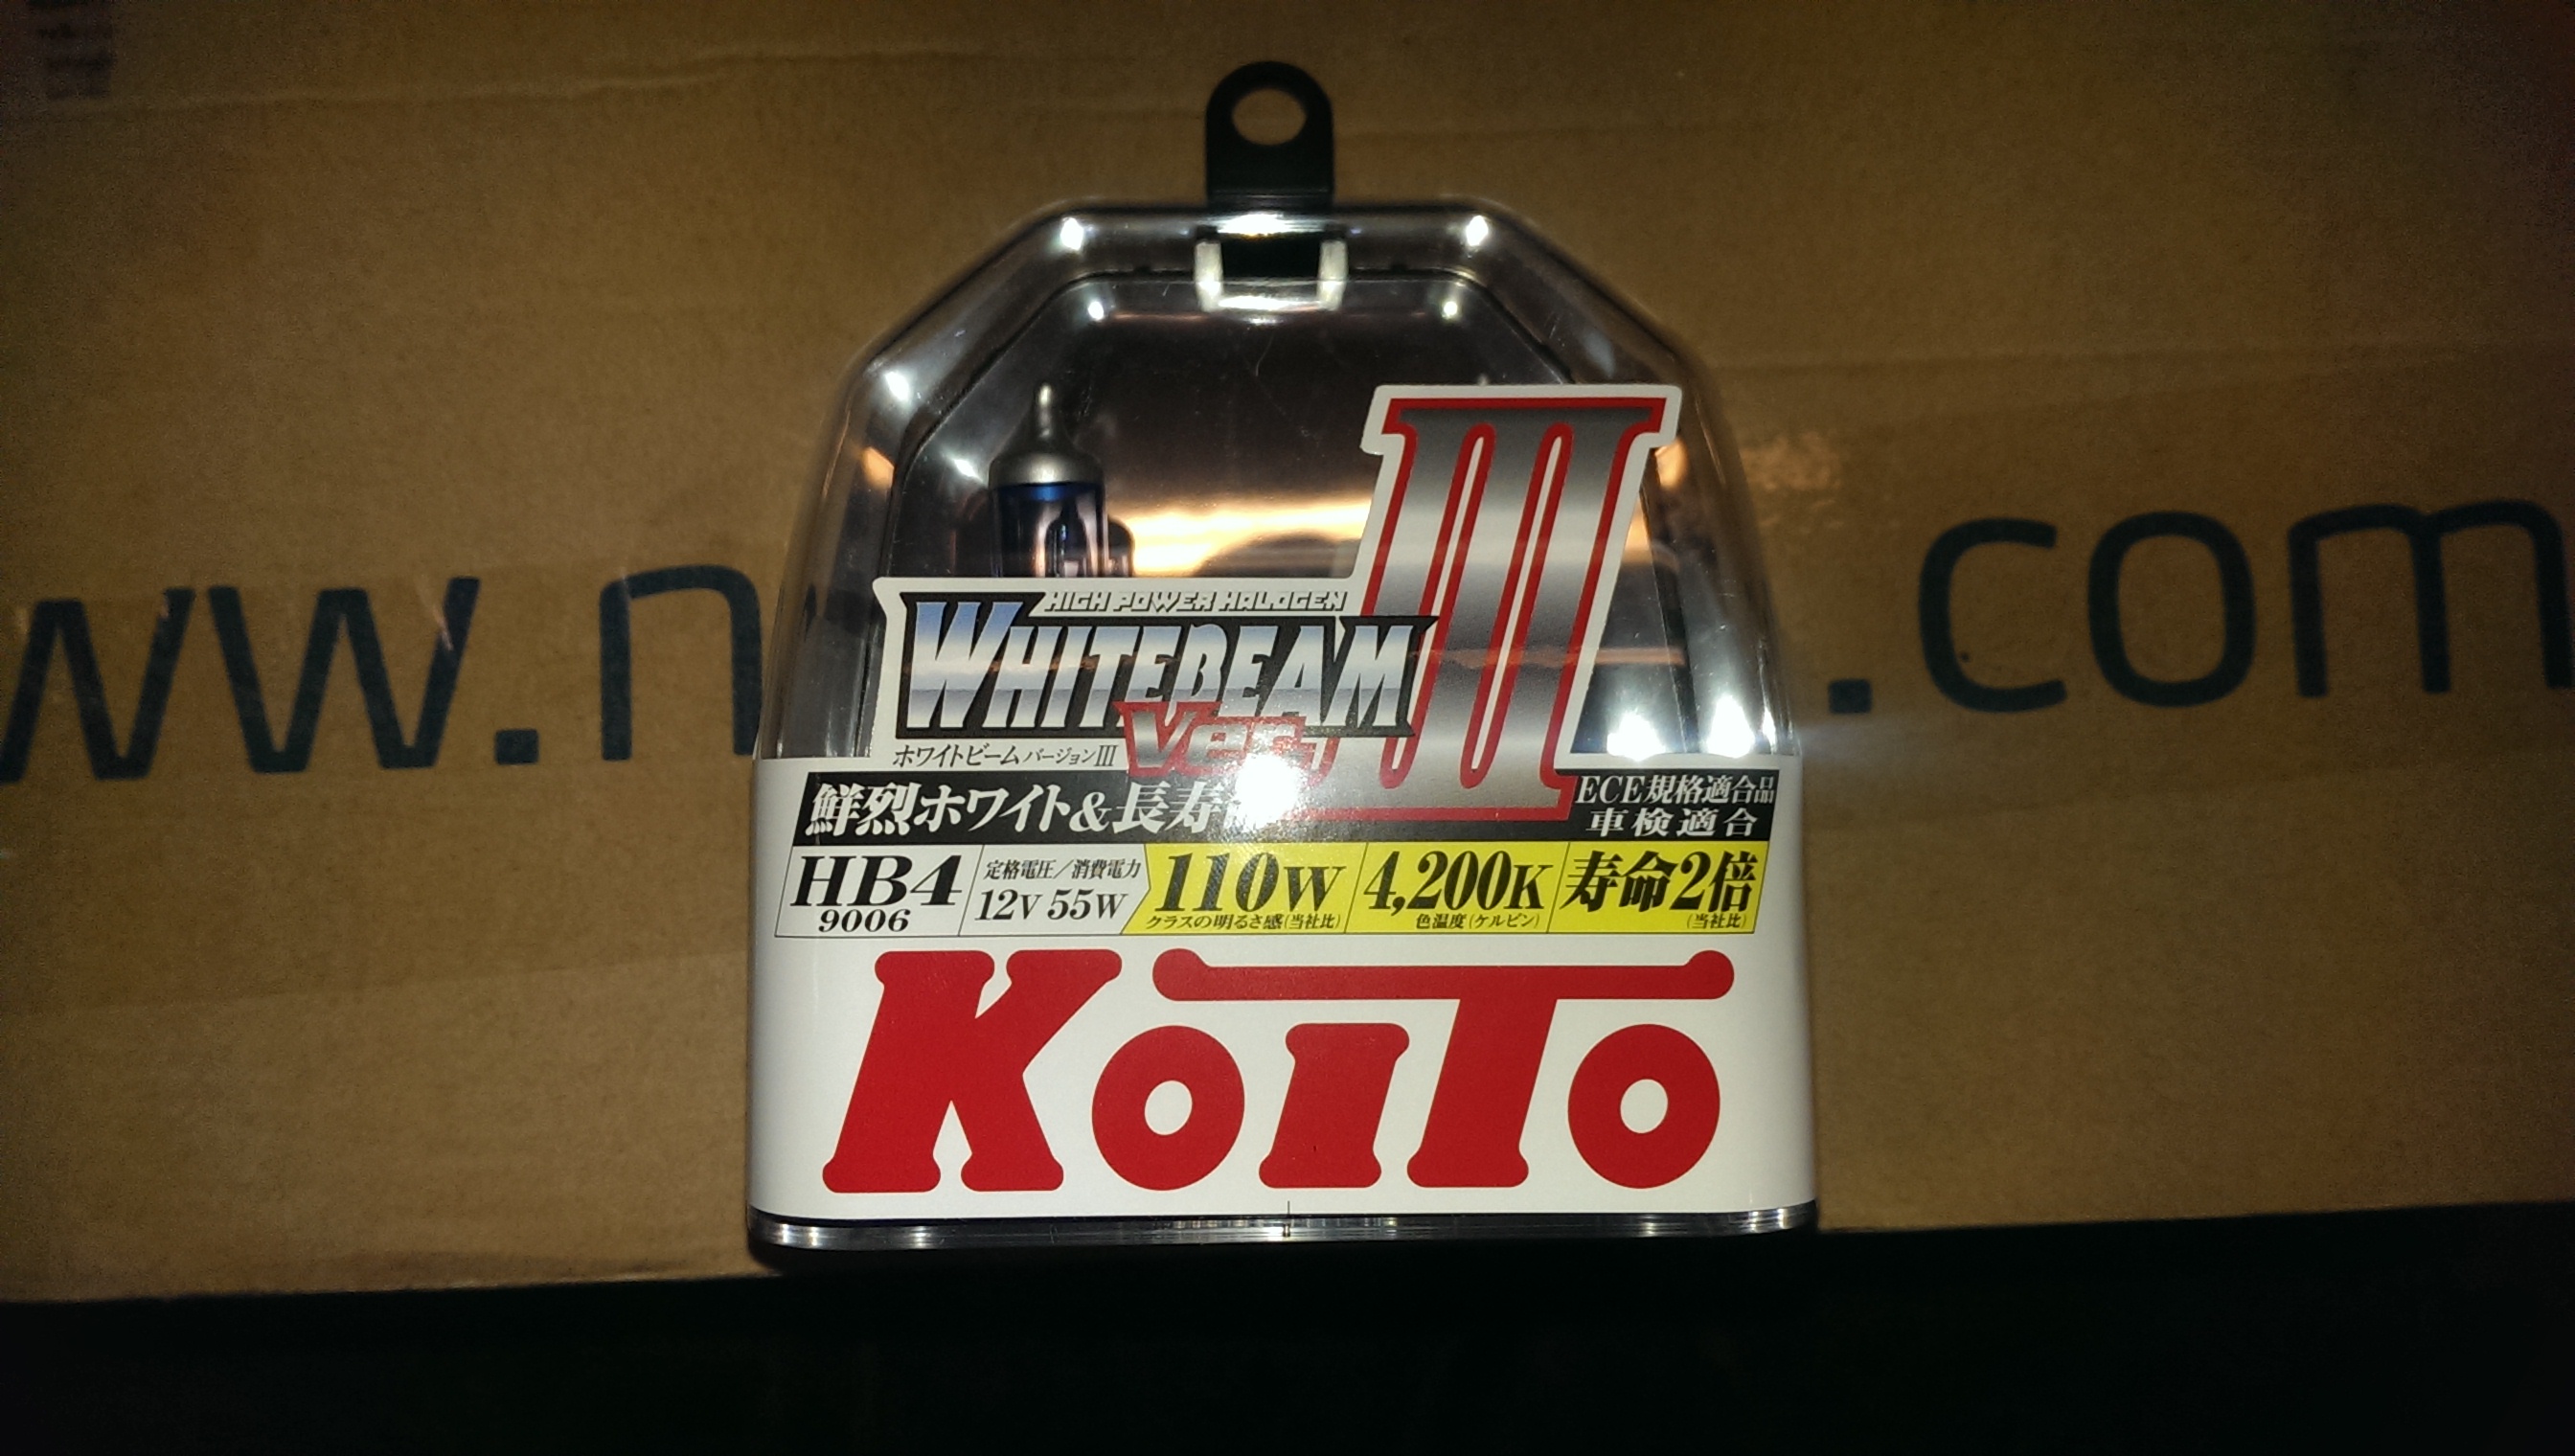 ww.n
.com
HIGH POWER HALOGEN
WHITEBEAM III
Ver.
ホワイトビーム バージョンIII
鮮烈ホワイト&長寿
ECE規格適合品
車検適合
HB4
9006
定格電圧/消費電力
12V 55W
110W
クラスの明るさ感(当社比)
4,200K
色温度(ケルビン)
寿命2倍
(当社比)
KOITO